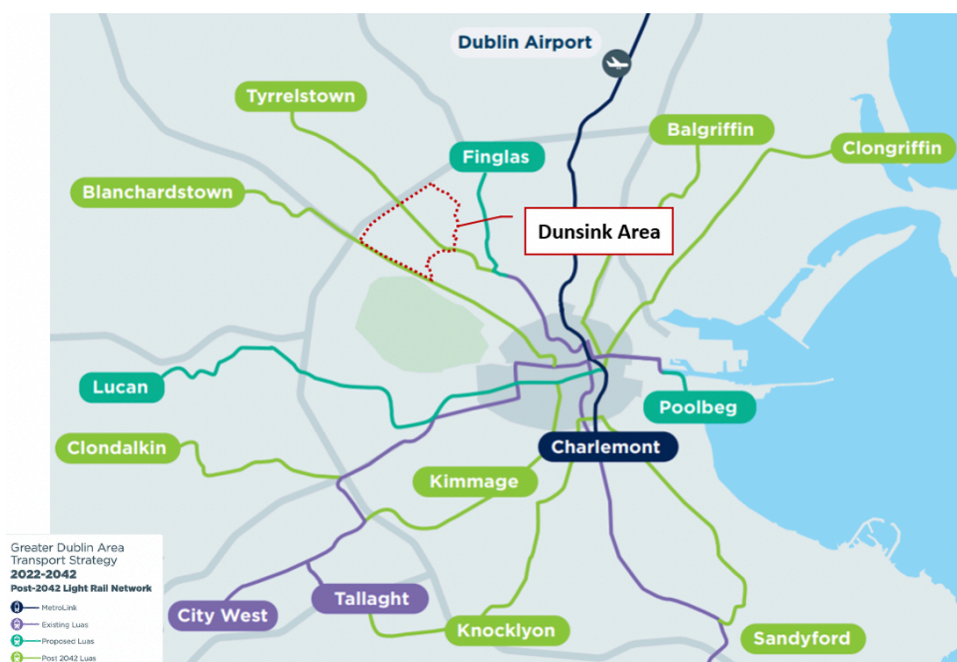 Dublin Airport
Tyrrelstown
Balgriffin
Finglas
Clongriffin
Blanchardstown
Dunsink Area
Lucan
Poolbeg
Clondalkin
Charlemont
Kimmage
Tallaght
City West
Knocklyon
Sandyford
Greater Dublin Area
Transport Strategy
2022-2042
Post-2042 Light Rail Network
MetroLink
Existing Luas
Proposed Luas
Post 2042 Luas